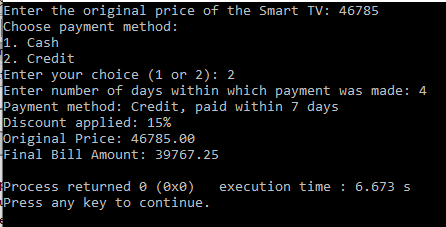 Enter the original price of the Smart TV: 46785
Choose payment method:
1. Cash
2. Credit
Enter your choice (1 or 2): 2
Enter number of days within which payment was made: 4
Payment method: Credit, paid within 7 days
Discount applied: 15%
Original Price: 46785.00
Final Bill Amount: 39767.25
Process returned 0 (0x0)   execution time : 6.673 s
Press any key to continue.